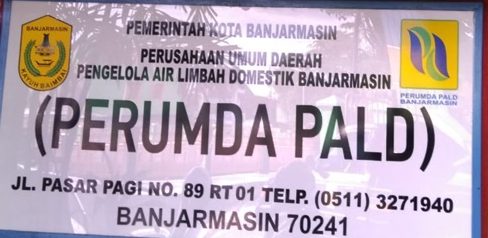 BANJARMASIN
KAYUH BAIMBAI
PEMERINTAH KOTA BANJARMASIN
PERUSAHAAN UMUM DAERAH
PENGELOLA AIR LIMBAH DOMESTIK BANJARMASIN
PERUMDA PALD
BANJARMASIN
(PERUMDA PALD)
JL. PASAR PAGI NO. 89 RT 01 TELP. (0511) 3271940
BANJARMASIN 70241